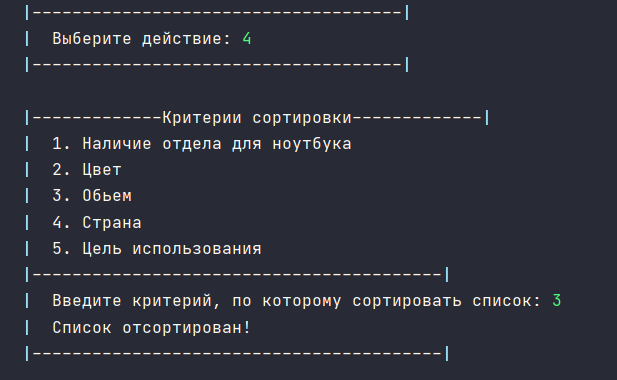 |-------------------------------------|
|  Выберите действие: 4
|-------------------------------------|
|-------------Критерии сортировки-------------|
|  1. Наличие отдела для ноутбука
|  2. Цвет
|  3. Обьем
|  4. Страна
|  5. Цель использования
|-----------------------------------------|
|  Введите критерий, по которому сортировать список: 3
|  Список отсортирован!
|-----------------------------------------|